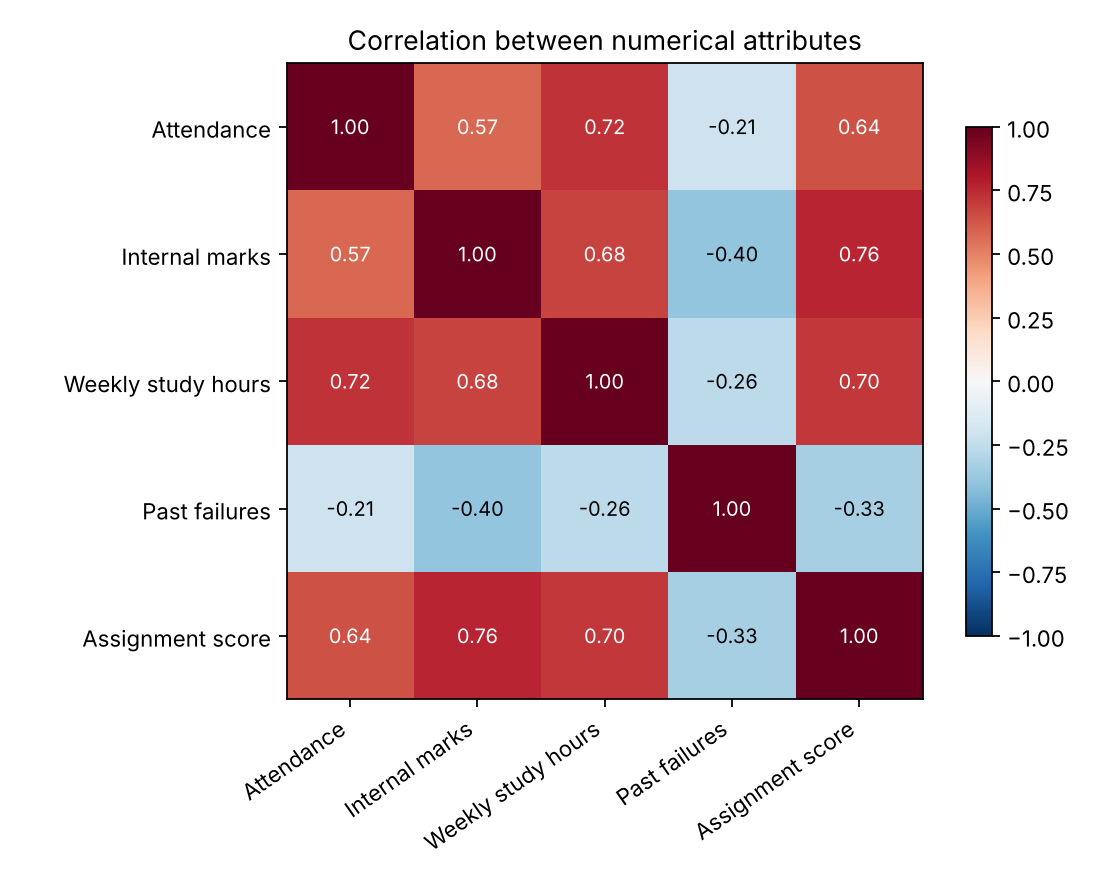 Correlation between numerical attributes
Attendance 1.00 0.57 0.72 -0.21 0.64
Internal marks 0.57 1.00 0.68 -0.40 0.76
Weekly study hours 0.72 0.68 1.00 -0.26 0.70
Past failures -0.21 -0.40 -0.26 1.00 -0.33
Assignment score 0.64 0.76 0.70 -0.33 1.00
Attendance
Internal marks
Weekly study hours
Past failures
Assignment score
1.00
0.75
0.50
0.25
0.00
−0.25
−0.50
−0.75
−1.00